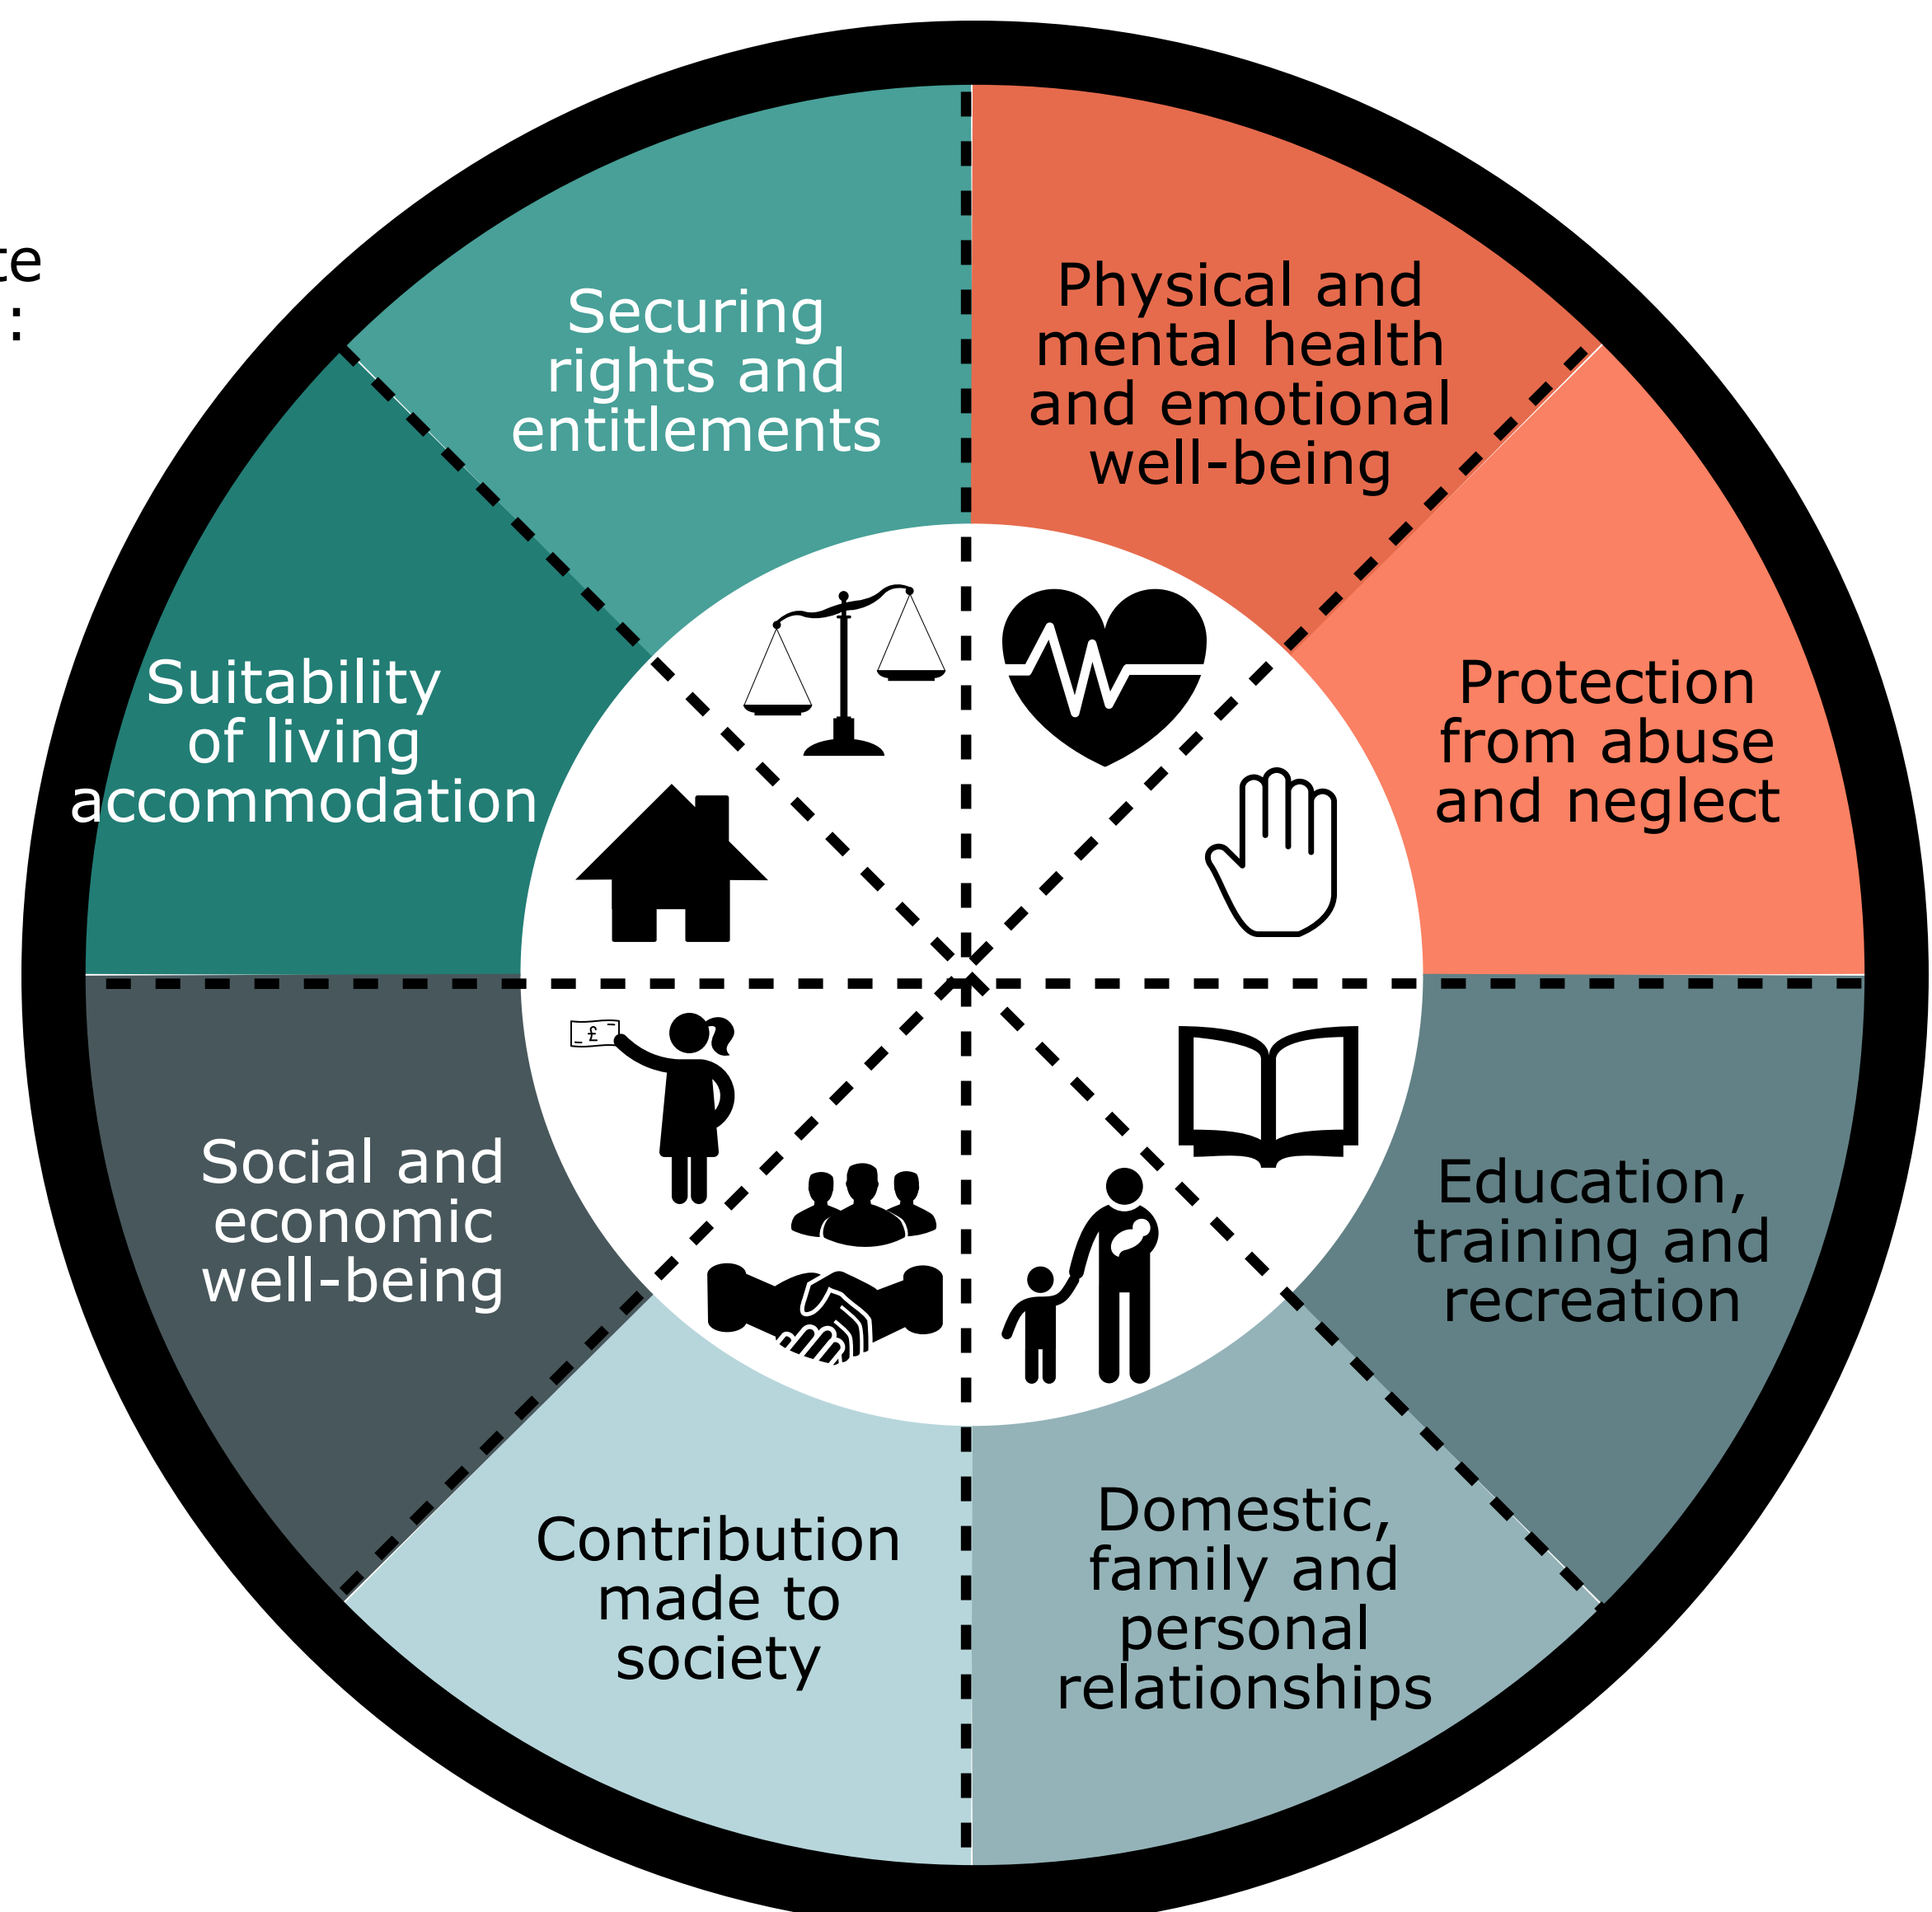 Securing
rights and
entitlements
Physical and
mental health
and emotional
well-being
Protection
from abuse
and neglect
Education,
training and
recreation
Domestic,
family and
personal
relationships
Contribution
made to
society
Social and
economic
well-being
£
Suitability
of living
accommodation